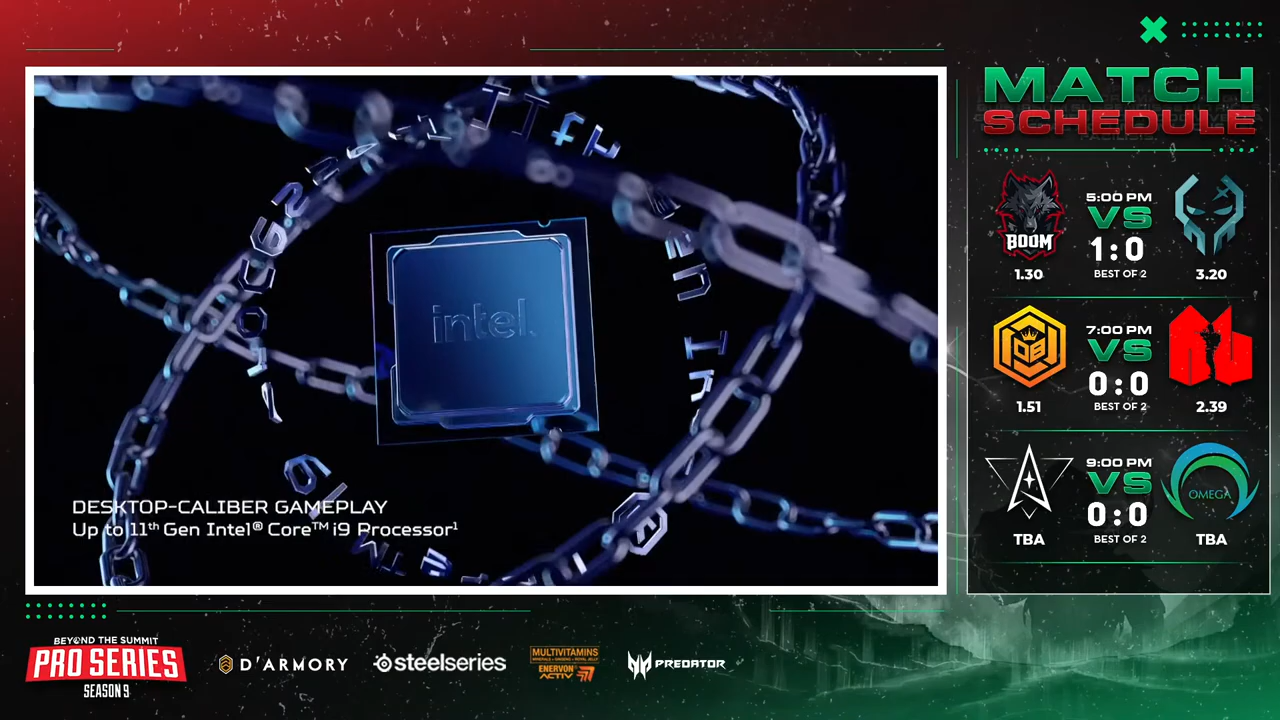 MATCH
SCHEDULE
intel.
BOOM
5:00 PM
VS
1:0
BEST OF 2
1.30
3.20
7:00 PM
VS
0:0
BEST OF 2
1.51
2.39
9:00 PM
VS
0:0
BEST OF 2
OMEGA
TBA
TBA
DESKTOP-CALIBER GAMEPLAY
Up to 11th Gen Intel® Core™ i9 Processor¹
BEYOND THE SUMMIT
PRO SERIES
SEASON 9
D'ARMORY
steelseries
MULTIVITAMINS
ENERVON
ACTIV
PREDATOR